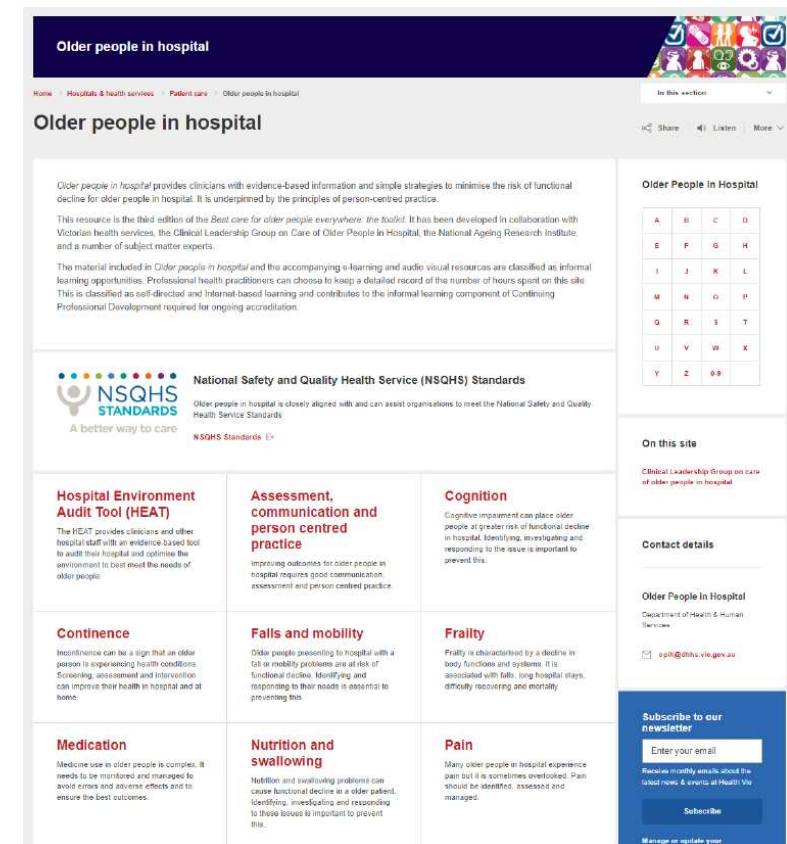 Older people in hospital
Home > Hospitals & health services > Patient care > Older people in hospital
In this section
Older people in hospital
Share
Listen
More
Older people in hospital provides clinicians with evidence-based information and simple strategies to minimise the risk of functional
decline for older people in hospital. It is underpinned by the principles of person-centred practice.
This resource is the third edition of the Best care for older people everywhere: the toolkit. It has been developed in collaboration with
Victorian health services, the Clinical Leadership Group on Care of Older People in Hospital, the National Ageing Research Institute,
and a number of subject matter experts.
The material included in Older people in hospital and the accompanying e-learning and audio visual resources are classified as informal
learning opportunities. Professional health practitioners can choose to keep a detailed record of the number of hours spent on this site
This is classified as self-directed and Internet-based learning and contributes to the informal learning component of Continuing
Professional Development required for ongoing accreditation.
Older People In Hospital
A B C D
E F G H
I J K L
M N O P
Q R S T
U V W X
Y Z 0-9
NSQHS
STANDARDS
A better way to care
National Safety and Quality Health Service (NSQHS) Standards
Older people in hospital is closely aligned with and can assist organisations to meet the National Safety and Quality
Health Service Standards
NSQHS Standards
On this site
Clinical Leadership Group on care
of older people in hospital
Hospital Environment
Audit Tool (HEAT)
The HEAT provides clinicians and other
hospital staff with an evidence-based tool
to audit their hospital and optimise the
environment to best meet the needs of
older people
Assessment,
communication and
person centred
practice
Improving outcomes for older people in
hospital requires good communication,
assessment and person centred practice.
Cognition
Cognitive impairment can place older
people at greater risk of functional decline
in hospital. Identifying, investigating and
responding to the issue is important to
prevent this.
Contact details
Older People in Hospital
Department of Health & Human
Services
opih@dhhs.vic.gov.au
Continence
Incontinence can be a sign that an older
person is experiencing health conditions.
Screening, assessment and intervention
can improve their health in hospital and at
home.
Falls and mobility
Older people presenting to hospital with a
fall or mobility problems are at risk of
functional decline. Identifying and
responding to their needs is essential to
preventing this.
Frailty
Frailty is characterised by a decline in
body functions and systems. It is
associated with falls, long hospital stays,
difficulty recovering and mortality
Medication
Medicine use in older people is complex. It
needs to be monitored and managed to
avoid errors and adverse effects and to
ensure the best outcomes.
Nutrition and
swallowing
Nutrition and swallowing problems can
cause functional decline in a older patient.
Identifying, investigating and responding
to these issues is important to prevent
this.
Pain
Many older people in hospital experience
pain but it is sometimes overlooked. Pain
should be identified, assessed and
managed.
Subscribe to our
newsletter
Enter your email
Receive monthly emails about the
latest news & events at Health Vic
Subscribe
Manage or update your